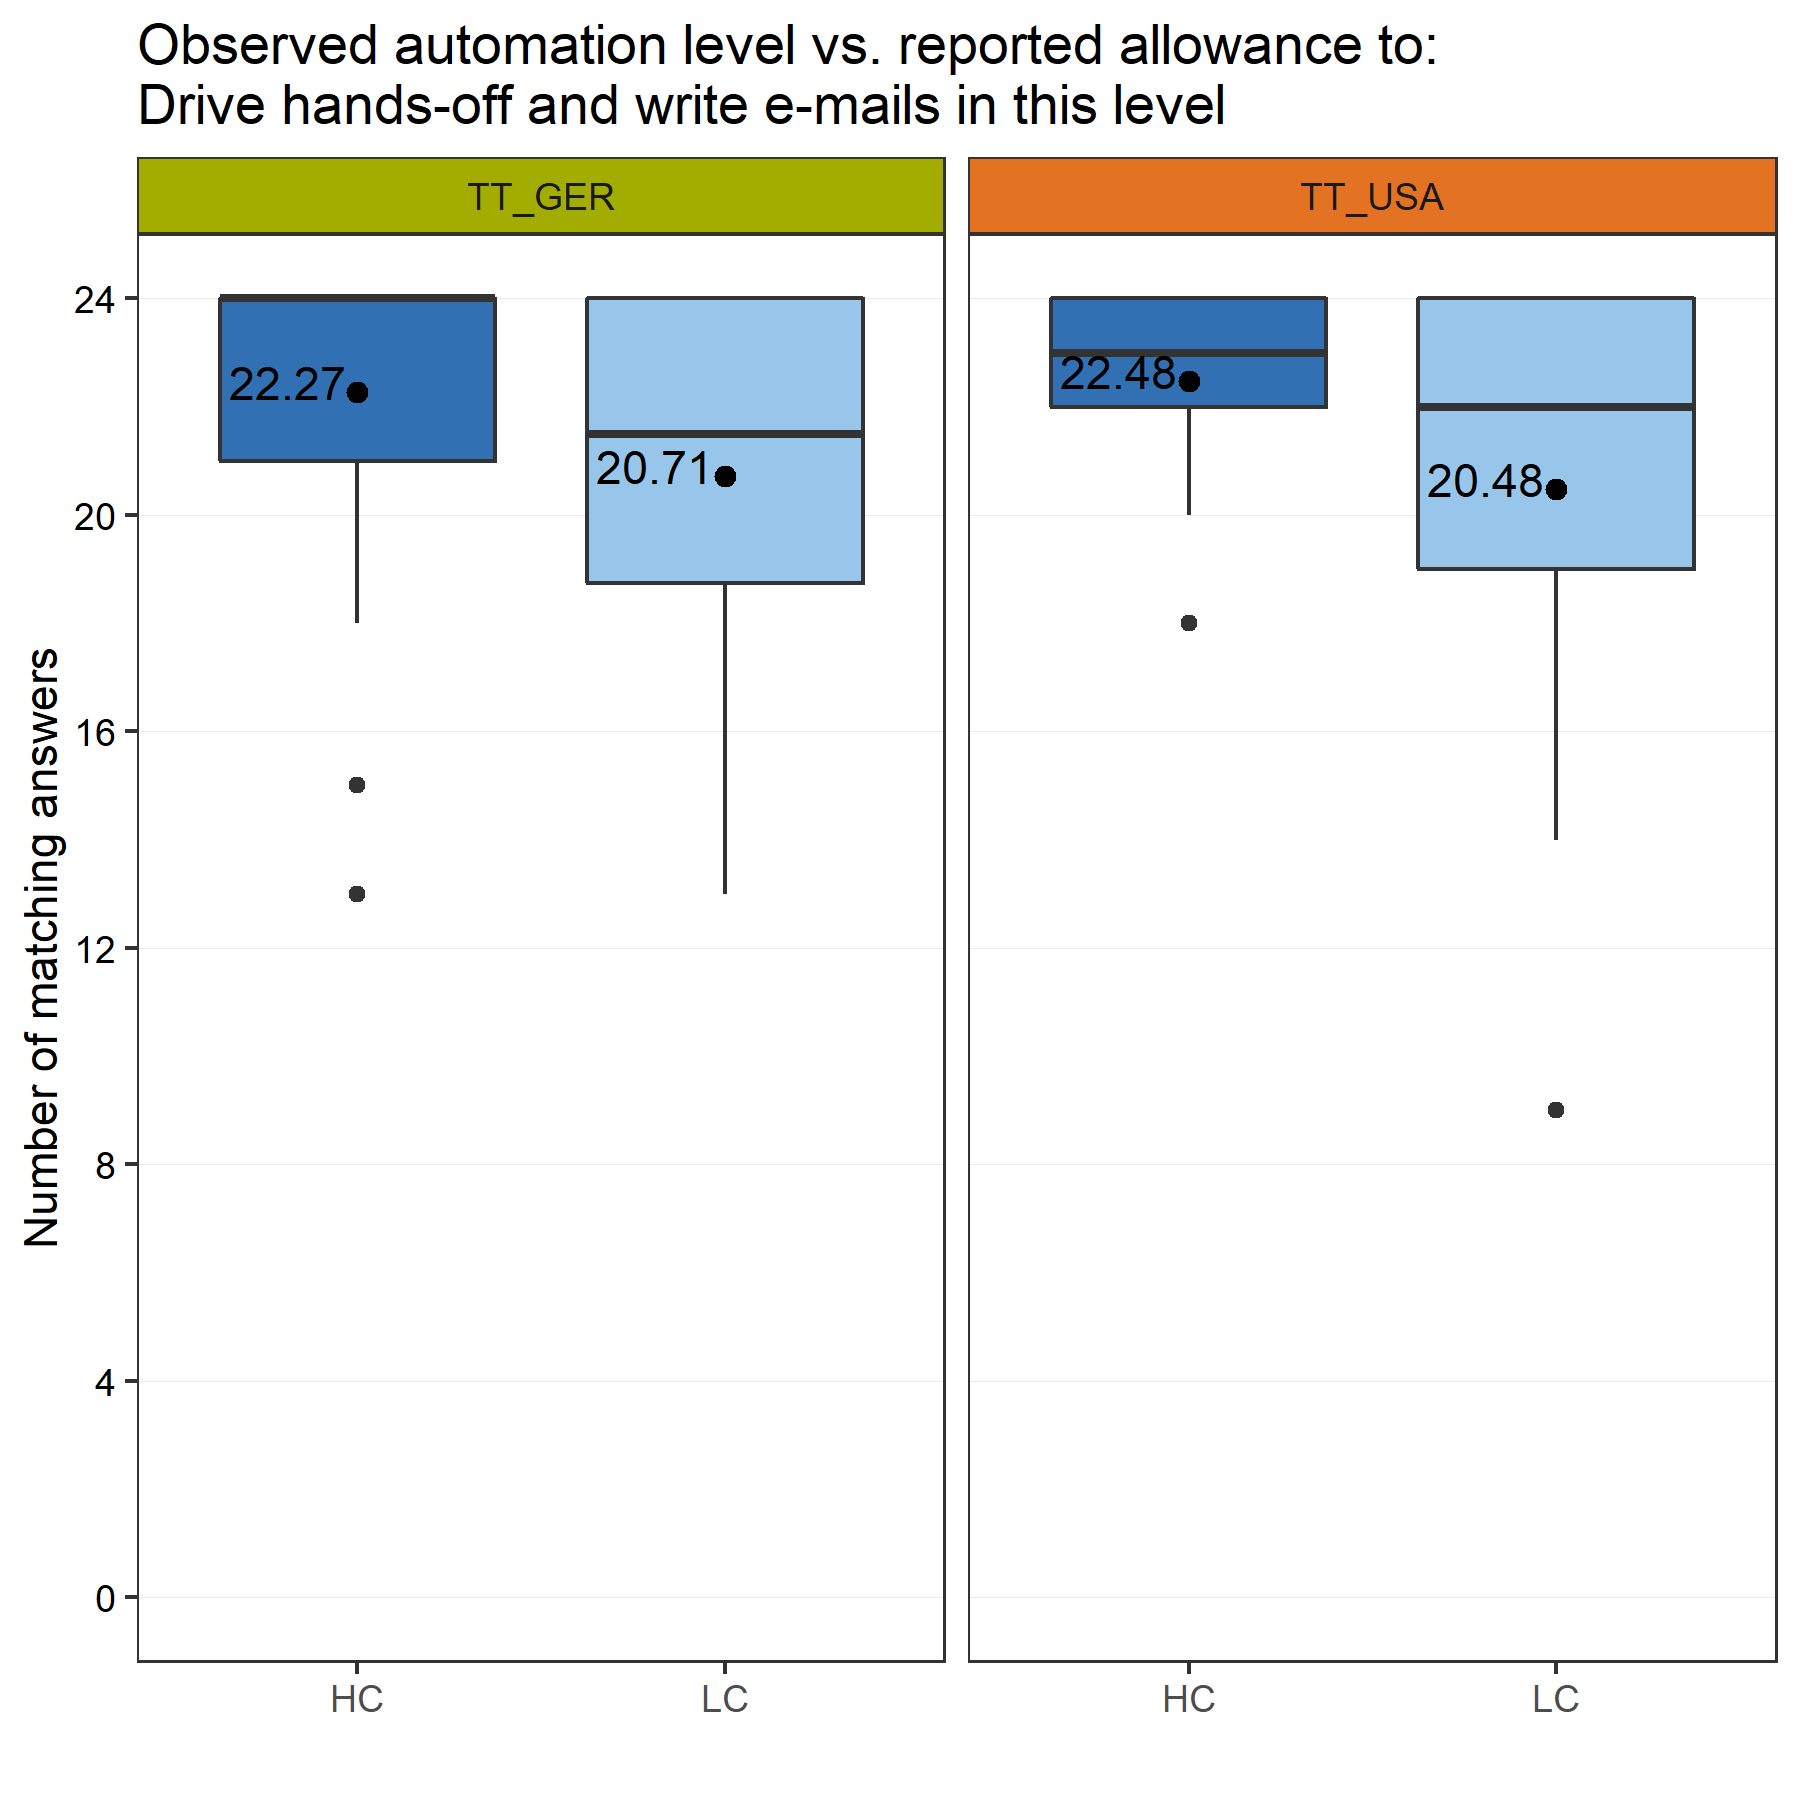 Observed automation level vs. reported allowance to:
Drive hands-off and write e-mails in this level
TT_GER
TT_USA
Number of matching answers
24
20
16
12
8
4
0
22.27
20.71
22.48
20.48
HC
LC
HC
LC